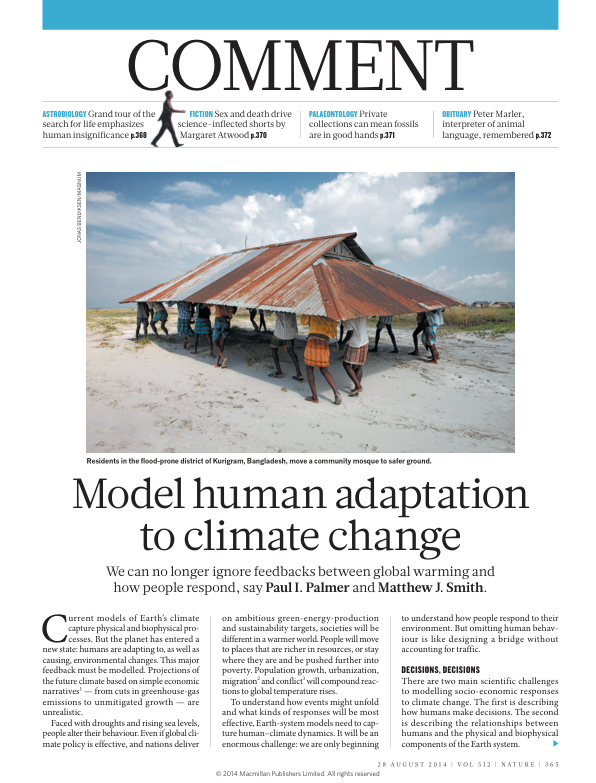 COMMENT
ASTROBIOLOGY Grand tour of the
search for life emphasizes
human insignificance p.368
FICTION Sex and death drive
science-inflected shorts by
Margaret Atwood p.370
PALAEONTOLOGY Private
collections can mean fossils
are in good hands p.371
OBITUARY Peter Marler,
interpreter of animal
language, remembered p.372
JONAS BENDIKSEN/MAGNUM
Residents in the flood-prone district of Kurigram, Bangladesh, move a community mosque to safer ground.
Model human adaptation
to climate change
We can no longer ignore feedbacks between global warming and
how people respond, say Paul I. Palmer and Matthew J. Smith.
Current models of Earth's climate
capture physical and biophysical pro-
cesses. But the planet has entered a
new state: humans are adapting to, as well as
causing, environmental changes. This major
feedback must be modelled. Projections of
the future climate based on simple economic
narratives¹ — from cuts in greenhouse-gas
emissions to unmitigated growth — are
unrealistic.
Faced with droughts and rising sea levels,
people alter their behaviour. Even if global cli-
mate policy is effective, and nations deliver
on ambitious green-energy-production
and sustainability targets, societies will be
different in a warmer world. People will move
to places that are richer in resources, or stay
where they are and be pushed further into
poverty. Population growth, urbanization,
migration² and conflict³ will compound reac-
tions to global temperature rises.
To understand how events might unfold
and what kinds of responses will be most
effective, Earth-system models need to cap-
ture human–climate dynamics. It will be an
enormous challenge: we are only beginning
to understand how people respond to their
environment. But omitting human behav-
iour is like designing a bridge without
accounting for traffic.
DECISIONS, DECISIONS
There are two main scientific challenges
to modelling socio-economic responses
to climate change. The first is describing
how humans make decisions. The second
is describing the relationships between
humans and the physical and biophysical
components of the Earth system.
28 AUGUST 2014 | VOL 512 | NATURE | 365
© 2014 Macmillan Publishers Limited. All rights reserved